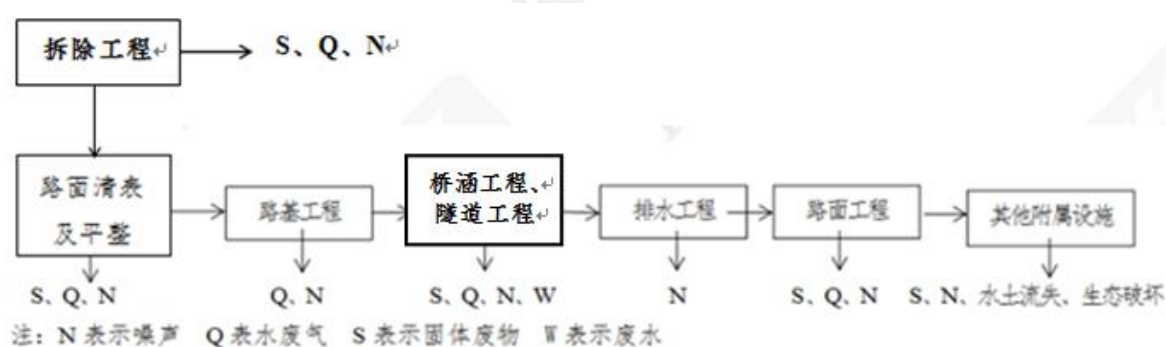 拆除工程↵
S、Q、N↵
路面清表
及平整
路基工程
桥涵工程、↵
隧道工程↵
排水工程
路面工程
其他附属设施
S、Q、N
Q、N
S、Q、N、W
N
S、Q、N
S、N、水土流失、生态破坏
注：N 表示噪声 Q 表水废气 S 表示固体废物 W 表示废水